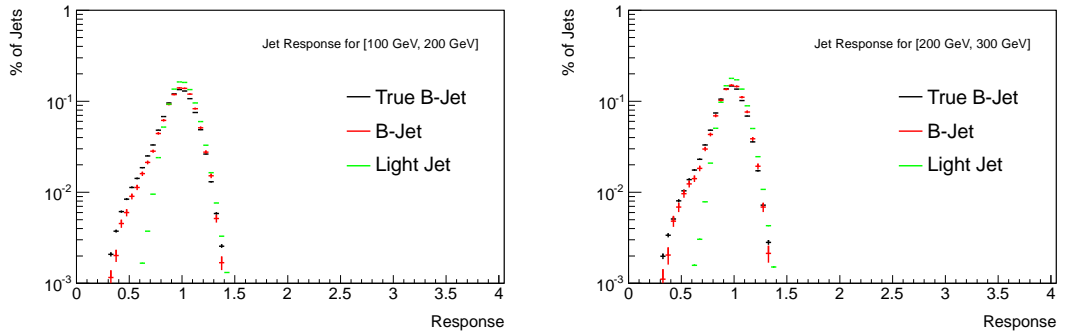 % of Jets
1
10^-1
10^-2
10^-3
Jet Response for [100 GeV, 200 GeV]
True B-Jet
B-Jet
Light Jet
0 0.5 1 1.5 2 2.5 3 3.5 4
Response
% of Jets
1
10^-1
10^-2
10^-3
Jet Response for [200 GeV, 300 GeV]
True B-Jet
B-Jet
Light Jet
0 0.5 1 1.5 2 2.5 3 3.5 4
Response